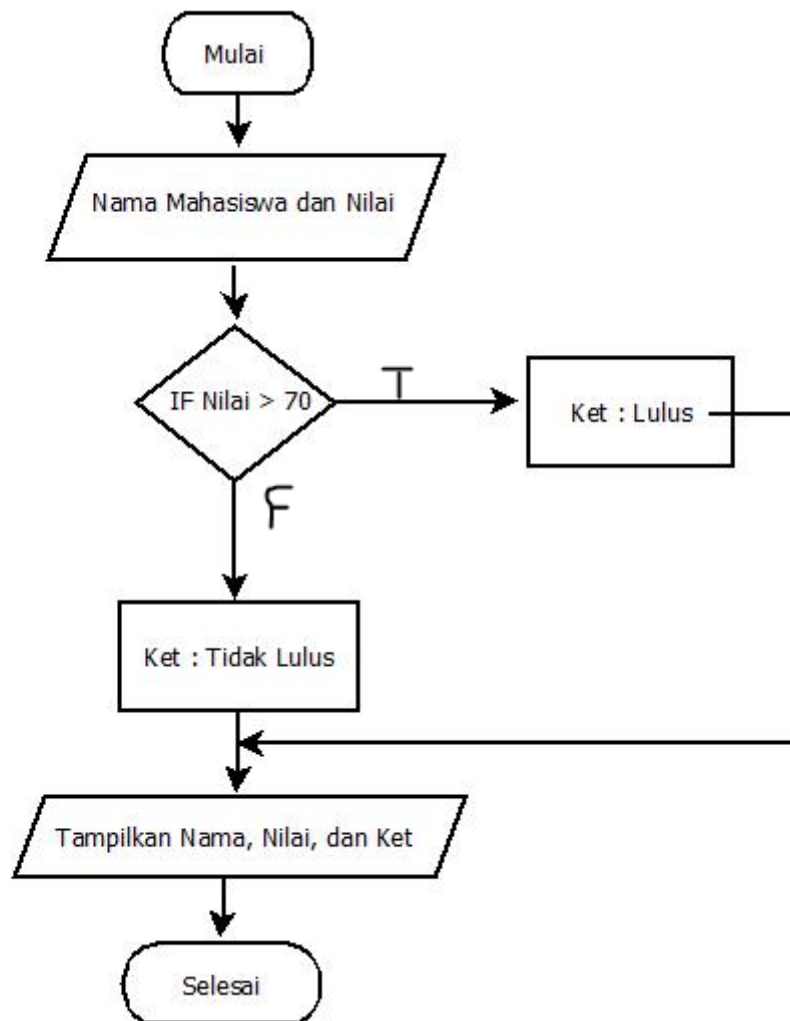 Mulai
Nama Mahasiswa dan Nilai
IF Nilai > 70
T
Ket : Lulus
F
Ket : Tidak Lulus
Tampilkan Nama, Nilai, dan Ket
Selesai